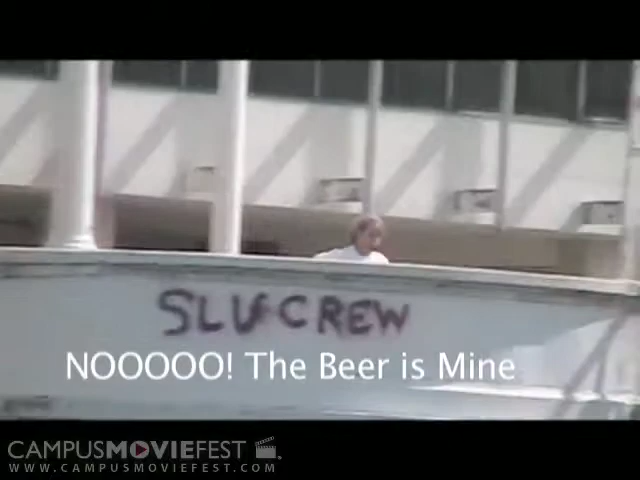 SLU CREW
NOOOOO! The Beer is Mine
CAMPUSMOVIEFEST
WWW.CAMPUSMOVIEFEST.COM